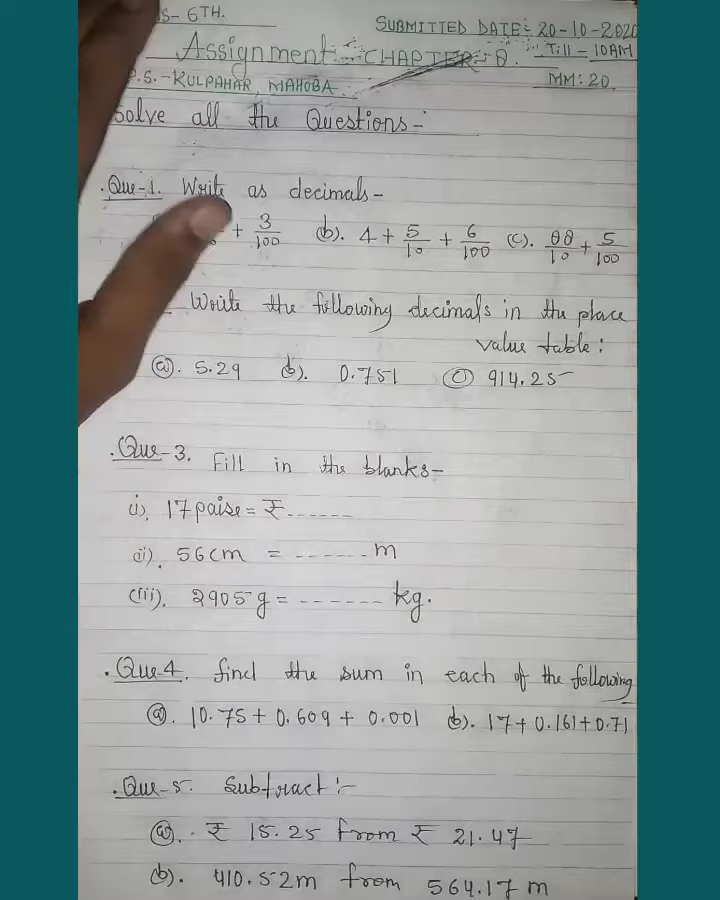 S- 6TH.
SUBMITTED DATE:- 20-10-2020
Assignment :- CHAPTER - 8. Till - 10AM
P.S.- KULPAHAR, MAHOBA MM: 20.
Solve all the Questions:-
Que-1. Write as decimals-
+ 3/100 (b). 4 + 5/10 + 6/100 (c). 88/10 + 5/100
Write the following decimals in the place
value table:
(a). 5.29 (b). 0.751 (c) 914.25
Que-3. Fill in the blanks-
(i). 17 paise = ₹ ------
(ii). 56cm = ------ m
(iii). 2905g = ------ kg.
Que-4. find the sum in each of the following
(a). 10.75 + 0.609 + 0.001 (b). 17 + 0.161 + 0.71
Que-5. Subtract :-
(a). ₹ 15.25 from ₹ 21.47
(b). 410.52m from 564.17 m